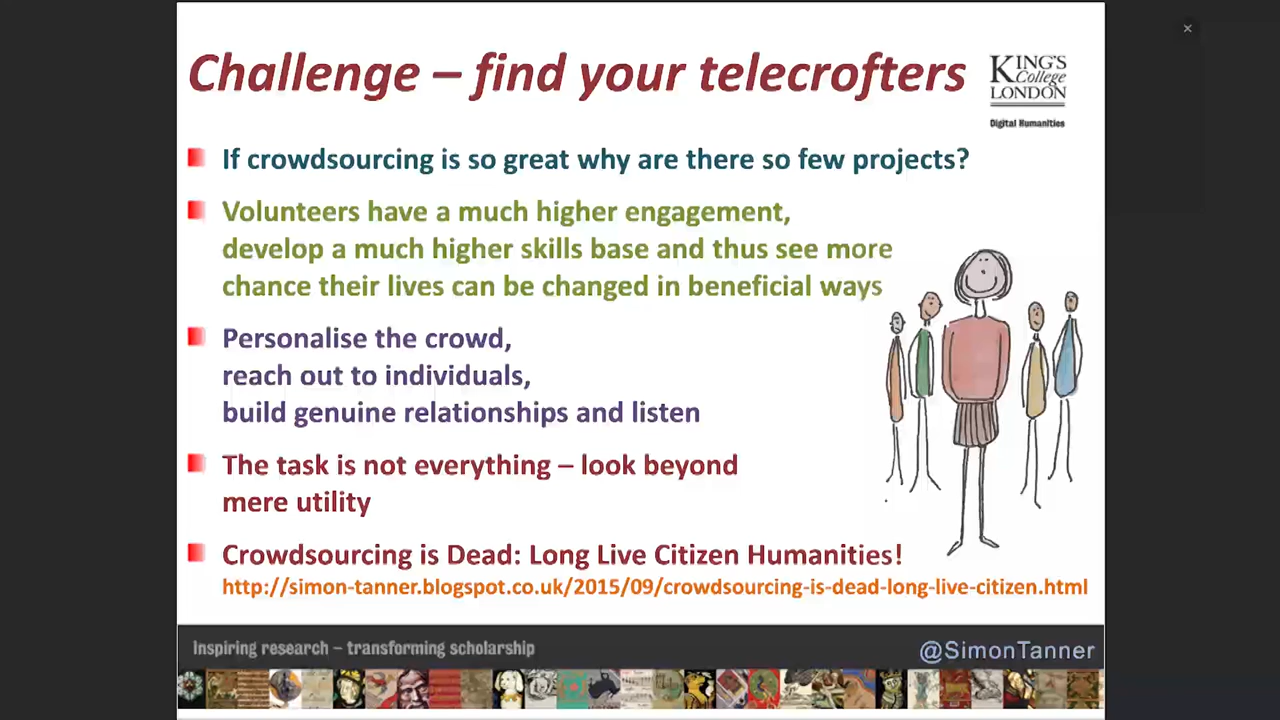 Challenge – find your telecrofters
KING'S
College
LONDON
Digital Humanities
If crowdsourcing is so great why are there so few projects?
Volunteers have a much higher engagement,
develop a much higher skills base and thus see more
chance their lives can be changed in beneficial ways
Personalise the crowd,
reach out to individuals,
build genuine relationships and listen
The task is not everything – look beyond
mere utility
Crowdsourcing is Dead: Long Live Citizen Humanities!
http://simon-tanner.blogspot.co.uk/2015/09/crowdsourcing-is-dead-long-live-citizen.html
Inspiring research – transforming scholarship
@SimonTanner